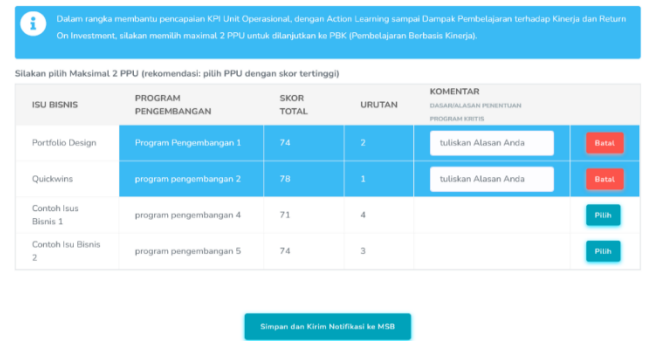 Dalam rangka membantu pencapaian KPI Unit Operasional, dengan Action Learning sampai Dampak Pembelajaran terhadap Kinerja dan Return
On Investment, silakan memilih maximal 2 PPU untuk dilanjutkan ke PBK (Pembelajaran Berbasis Kinerja).
Silakan pilih Maksimal 2 PPU (rekomendasi: pilih PPU dengan skor tertinggi)
ISU BISNIS PROGRAM PENGEMBANGAN SKOR TOTAL URUTAN KOMENTAR
DASAR/ALASAN PENENTUAN
PROGRAM KRITIS
Portfolio Design Program Pengembangan 1 74 2 tuliskan Alasan Anda Batal
Quickwins program pengembangan 2 78 1 tuliskan Alasan Anda Batal
Contoh Isus
Bisnis 1 program pengembangan 4 71 4 Pilih
Contoh Isu Bisnis
2 program pengembangan 5 74 3 Pilih
Simpan dan Kirim Notifikasi ke MSB